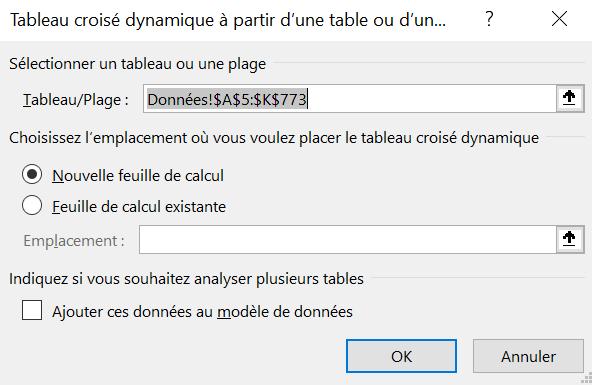 Tableau croisé dynamique à partir d’une table ou d’un... ?
Sélectionner un tableau ou une plage
Tableau/Plage : Données!$A$5:$K$773
Choisissez l’emplacement où vous voulez placer le tableau croisé dynamique
Nouvelle feuille de calcul
Feuille de calcul existante
Emplacement :
Indiquez si vous souhaitez analyser plusieurs tables
Ajouter ces données au modèle de données
OK Annuler